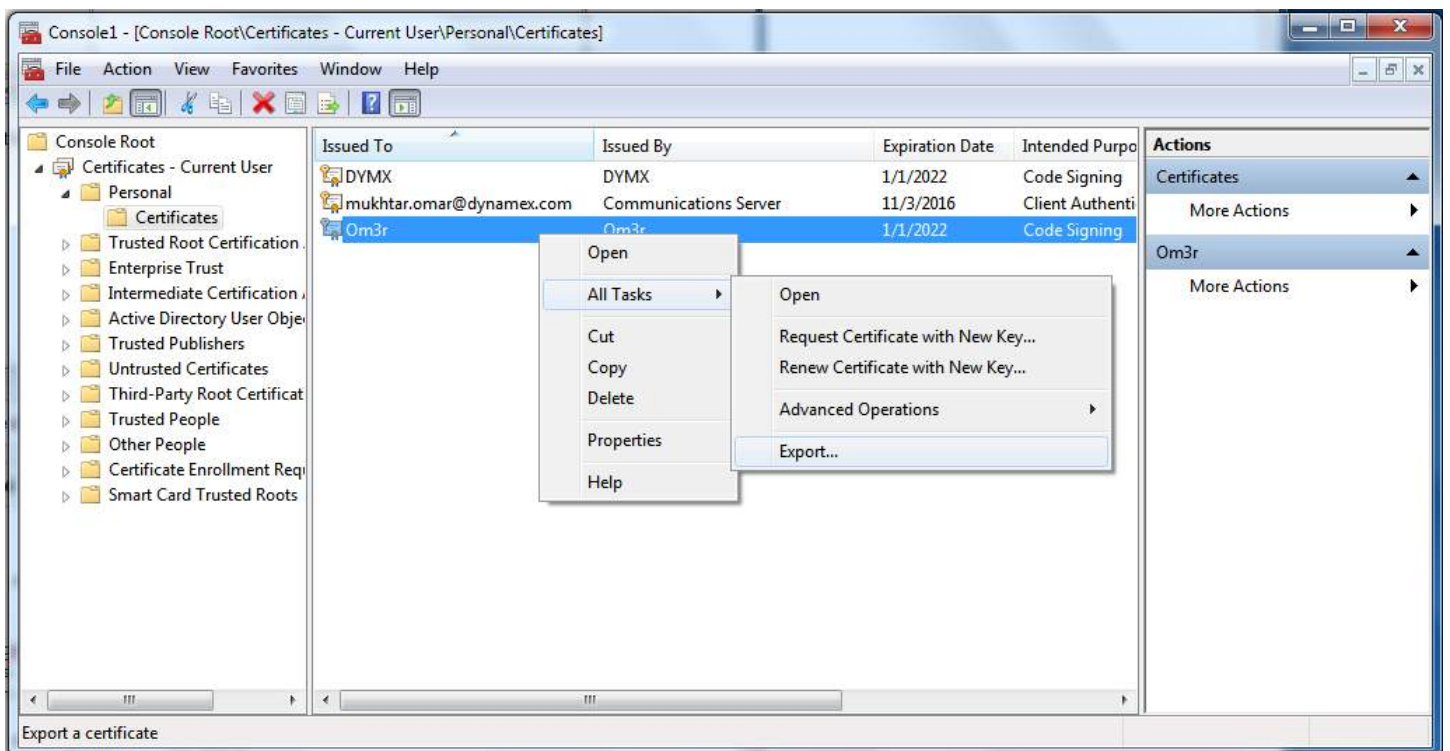 Console1 - [Console Root\Certificates - Current User\Personal\Certificates]
File Action View Favorites Window Help
Console Root
Certificates - Current User
Personal
Certificates
Trusted Root Certification
Enterprise Trust
Intermediate Certification
Active Directory User Obje
Trusted Publishers
Untrusted Certificates
Third-Party Root Certificat
Trusted People
Other People
Certificate Enrollment Requ
Smart Card Trusted Roots
Issued To Issued By Expiration Date Intended Purpo
DYMX DYMX 1/1/2022 Code Signing
mukhtar.omar@dynamex.com Communications Server 11/3/2016 Client Authenti
Om3r Om3r 1/1/2022 Code Signing
Open
All Tasks
Cut
Copy
Delete
Properties
Help
Open
Request Certificate with New Key...
Renew Certificate with New Key...
Advanced Operations
Export...
Actions
Certificates
More Actions
Om3r
More Actions
Export a certificate